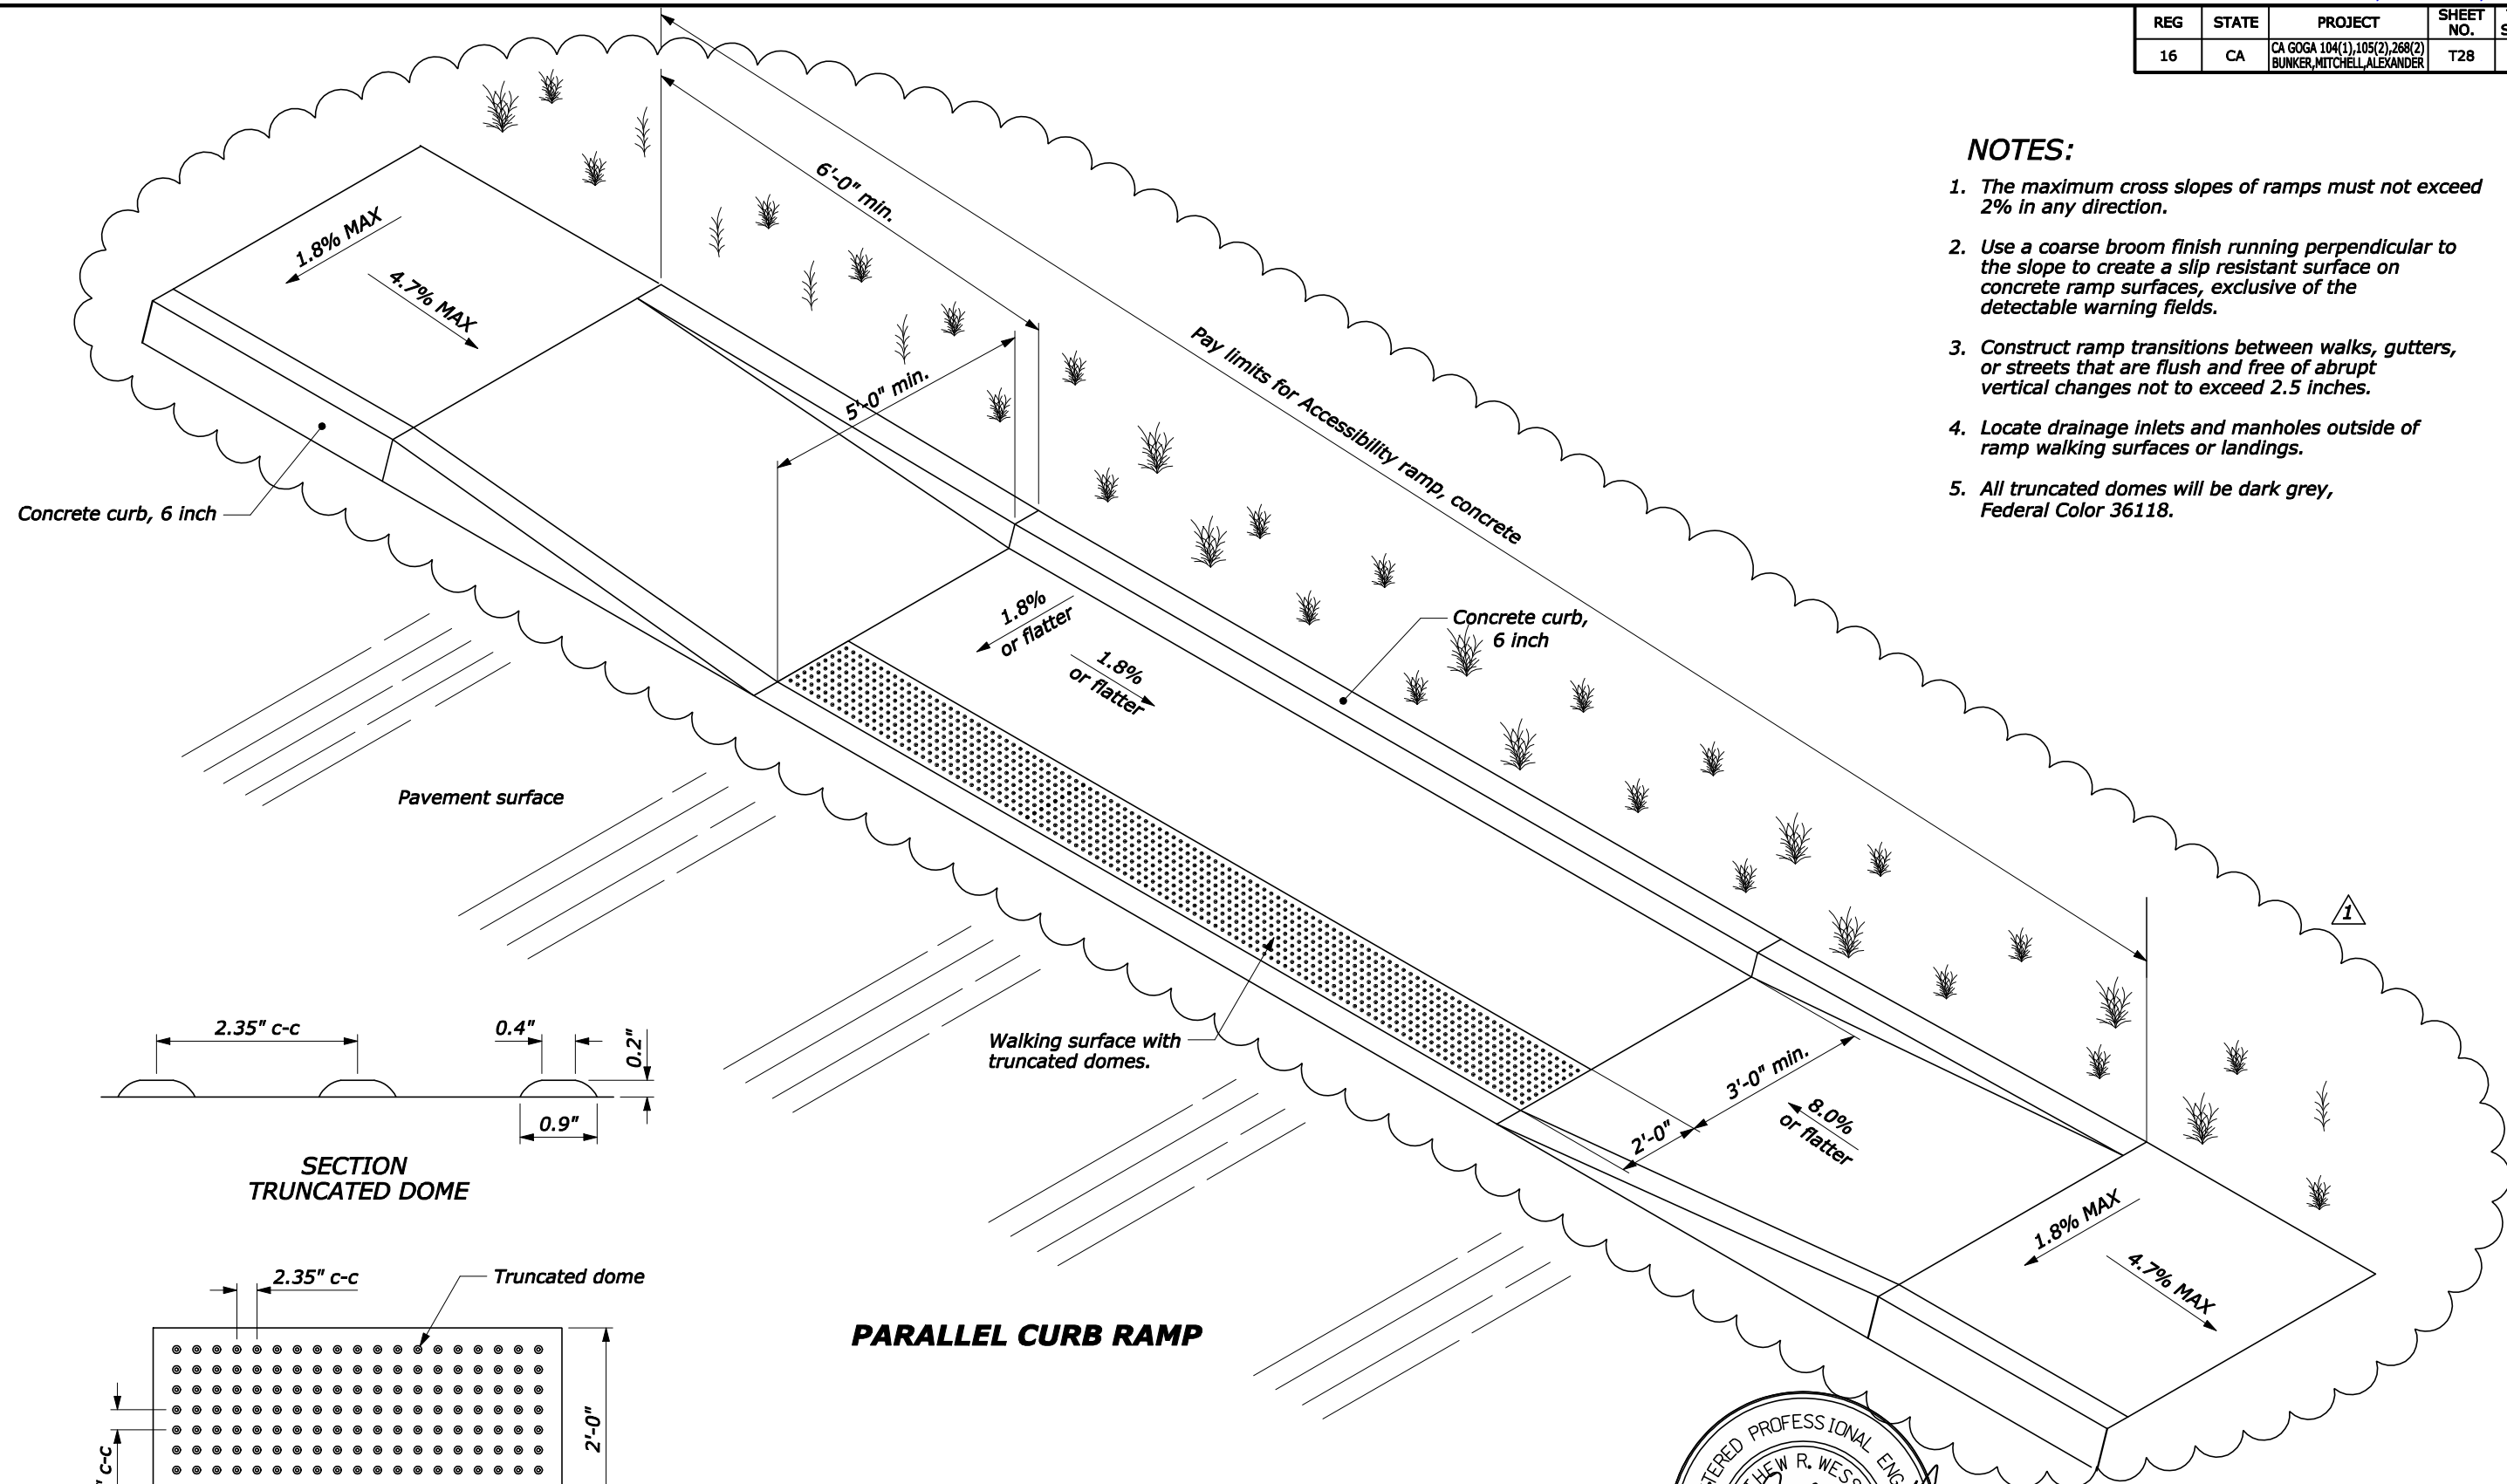 REG STATE PROJECT SHEET NO.
16 CA CA GOGA 104(1),105(2),268(2) BUNKER,MITCHELL,ALEXANDER T28
NOTES:
1. The maximum cross slopes of ramps must not exceed
2% in any direction.
2. Use a coarse broom finish running perpendicular to
the slope to create a slip resistant surface on
concrete ramp surfaces, exclusive of the
detectable warning fields.
3. Construct ramp transitions between walks, gutters,
or streets that are flush and free of abrupt
vertical changes not to exceed 2.5 inches.
4. Locate drainage inlets and manholes outside of
ramp walking surfaces or landings.
5. All truncated domes will be dark grey,
Federal Color 36118.
6'-0" min.
1.8% MAX
4.7% MAX
5'-0" min.
Pay limits for Accessibility ramp, concrete
Concrete curb, 6 inch
1.8%
or flatter
1.8%
or flatter
Concrete curb,
6 inch
Pavement surface
1
Walking surface with
truncated domes.
3'-0" min.
2'-0"
8.0%
or flatter
1.8% MAX
4.7% MAX
2.35" c-c
0.4"
0.2"
0.9"
SECTION
TRUNCATED DOME
2.35" c-c
Truncated dome
2'-0"
" c-c
PARALLEL CURB RAMP
PROFESSIONAL
R. WESS